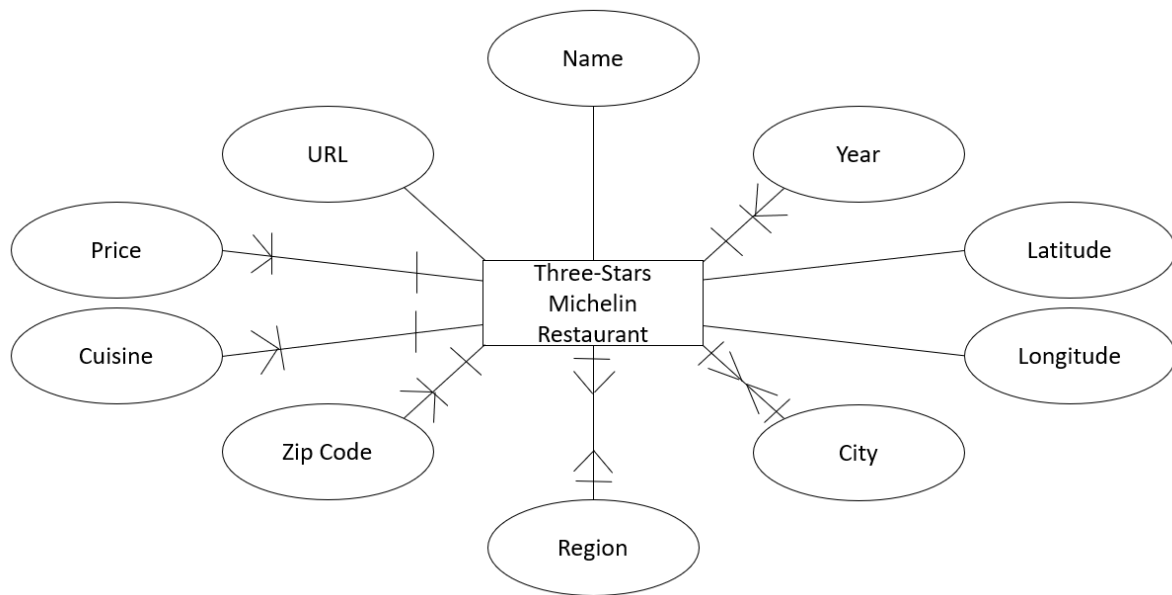 Name
URL
Year
Price
Latitude
Three-Stars
Michelin
Restaurant
Cuisine
Longitude
Zip Code
City
Region